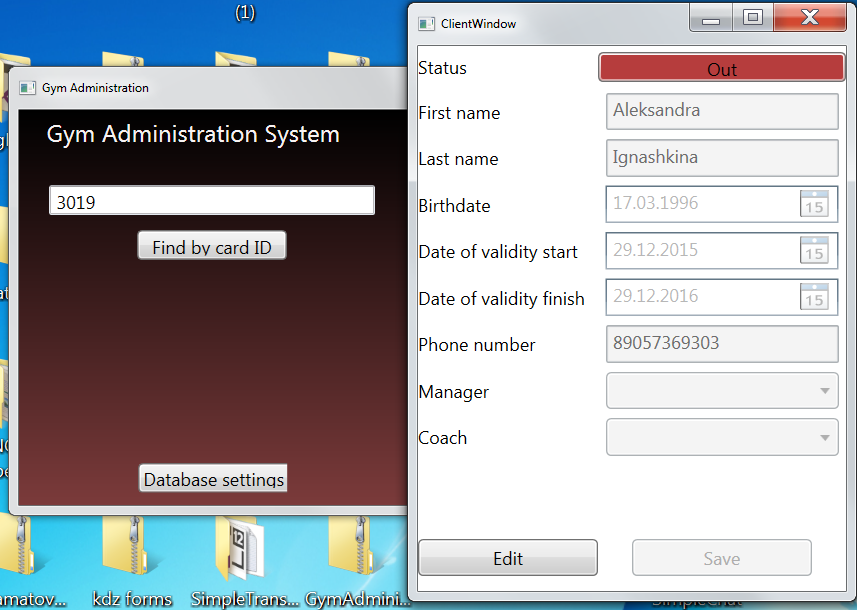 (1)
ClientWindow
Gym Administration
Gym Administration System
3019
Find by card ID
Database settings
Status
Out
First name
Aleksandra
Last name
Ignashkina
Birthdate
17.03.1996
15
Date of validity start
29.12.2015
15
Date of validity finish
29.12.2016
15
Phone number
89057369303
Manager
Coach
Edit
Save
amatov...
kdz forms
SimpleTrans...
GymAdmini...
SimpleChat